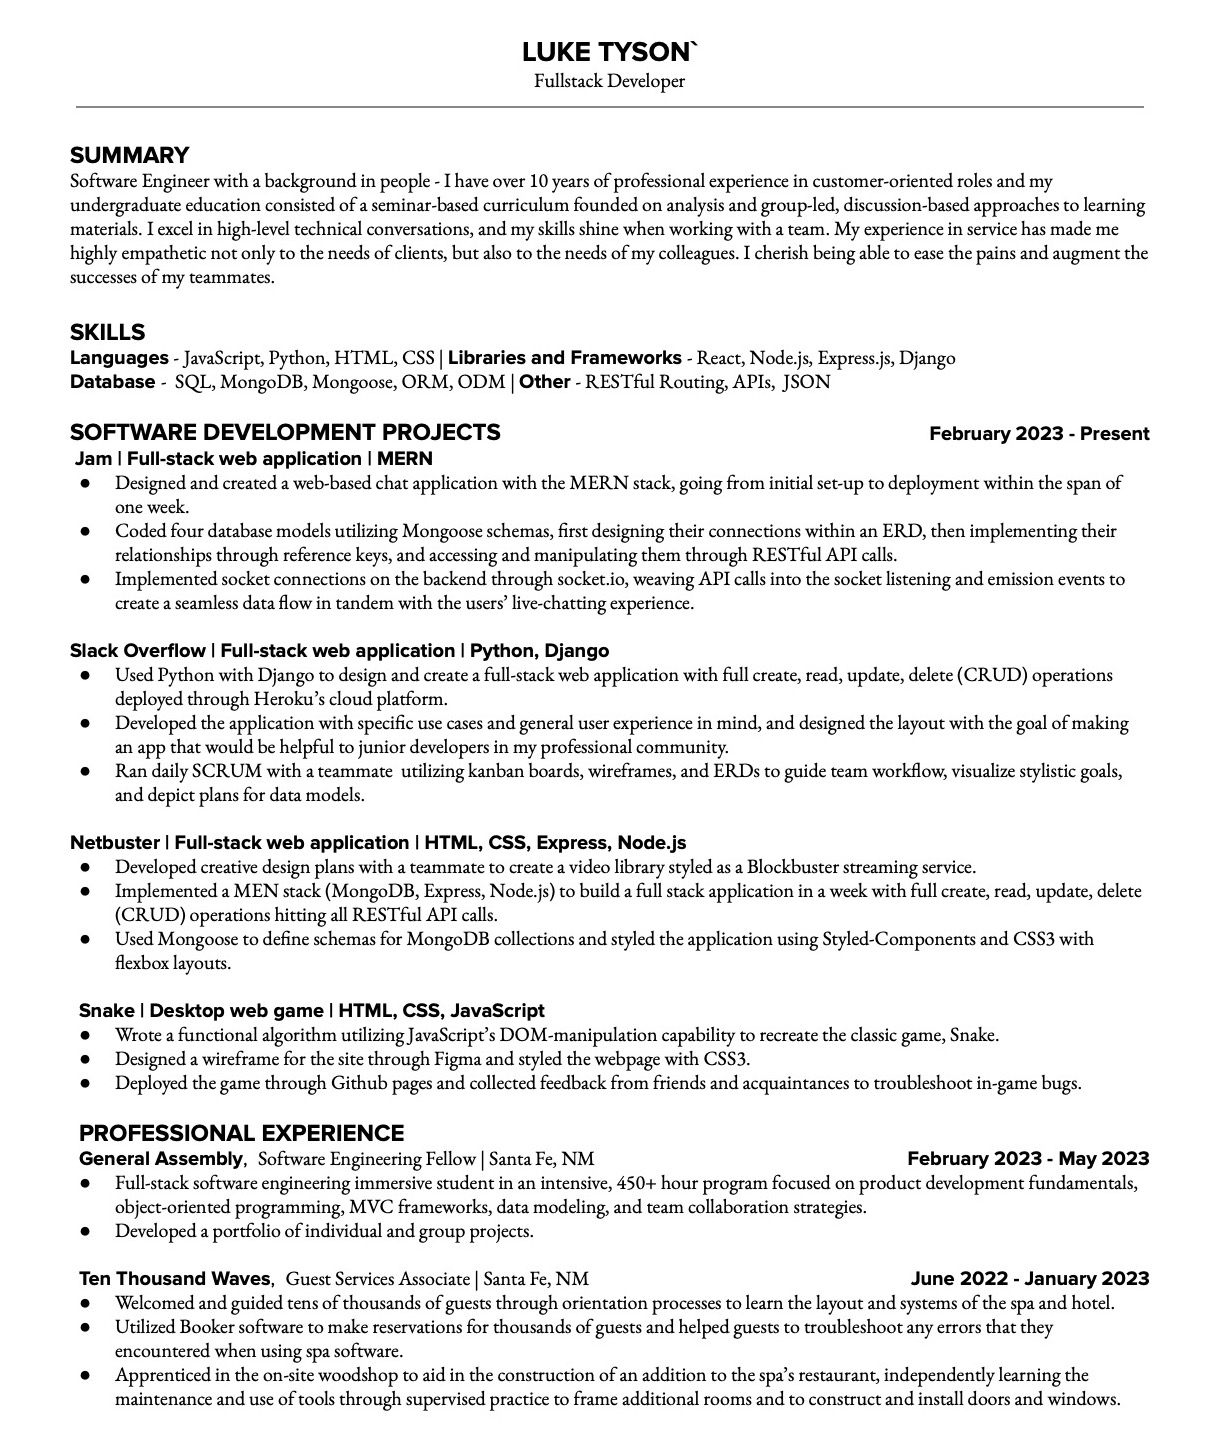 LUKE TYSON`
Fullstack Developer
SUMMARY
Software Engineer with a background in people - I have over 10 years of professional experience in customer-oriented roles and my
undergraduate education consisted of a seminar-based curriculum founded on analysis and group-led, discussion-based approaches to learning
materials. I excel in high-level technical conversations, and my skills shine when working with a team. My experience in service has made me
highly empathetic not only to the needs of clients, but also to the needs of my colleagues. I cherish being able to ease the pains and augment the
successes of my teammates.
SKILLS
Languages - JavaScript, Python, HTML, CSS | Libraries and Frameworks - React, Node.js, Express.js, Django
Database - SQL, MongoDB, Mongoose, ORM, ODM | Other - RESTful Routing, APIs, JSON
SOFTWARE DEVELOPMENT PROJECTS February 2023 - Present
Jam | Full-stack web application | MERN
● Designed and created a web-based chat application with the MERN stack, going from initial set-up to deployment within the span of
one week.
● Coded four database models utilizing Mongoose schemas, first designing their connections within an ERD, then implementing their
relationships through reference keys, and accessing and manipulating them through RESTful API calls.
● Implemented socket connections on the backend through socket.io, weaving API calls into the socket listening and emission events to
create a seamless data flow in tandem with the users’ live-chatting experience.
Slack Overflow | Full-stack web application | Python, Django
● Used Python with Django to design and create a full-stack web application with full create, read, update, delete (CRUD) operations
deployed through Heroku’s cloud platform.
● Developed the application with specific use cases and general user experience in mind, and designed the layout with the goal of making
an app that would be helpful to junior developers in my professional community.
● Ran daily SCRUM with a teammate utilizing kanban boards, wireframes, and ERDs to guide team workflow, visualize stylistic goals,
and depict plans for data models.
Netbuster | Full-stack web application | HTML, CSS, Express, Node.js
● Developed creative design plans with a teammate to create a video library styled as a Blockbuster streaming service.
● Implemented a MEN stack (MongoDB, Express, Node.js) to build a full stack application in a week with full create, read, update, delete
(CRUD) operations hitting all RESTful API calls.
● Used Mongoose to define schemas for MongoDB collections and styled the application using Styled-Components and CSS3 with
flexbox layouts.
Snake | Desktop web game | HTML, CSS, JavaScript
● Wrote a functional algorithm utilizing JavaScript’s DOM-manipulation capability to recreate the classic game, Snake.
● Designed a wireframe for the site through Figma and styled the webpage with CSS3.
● Deployed the game through Github pages and collected feedback from friends and acquaintances to troubleshoot in-game bugs.
PROFESSIONAL EXPERIENCE
General Assembly, Software Engineering Fellow | Santa Fe, NM February 2023 - May 2023
● Full-stack software engineering immersive student in an intensive, 450+ hour program focused on product development fundamentals,
object-oriented programming, MVC frameworks, data modeling, and team collaboration strategies.
● Developed a portfolio of individual and group projects.
Ten Thousand Waves, Guest Services Associate | Santa Fe, NM June 2022 - January 2023
● Welcomed and guided tens of thousands of guests through orientation processes to learn the layout and systems of the spa and hotel.
● Utilized Booker software to make reservations for thousands of guests and helped guests to troubleshoot any errors that they
encountered when using spa software.
● Apprenticed in the on-site woodshop to aid in the construction of an addition to the spa’s restaurant, independently learning the
maintenance and use of tools through supervised practice to frame additional rooms and to construct and install doors and windows.